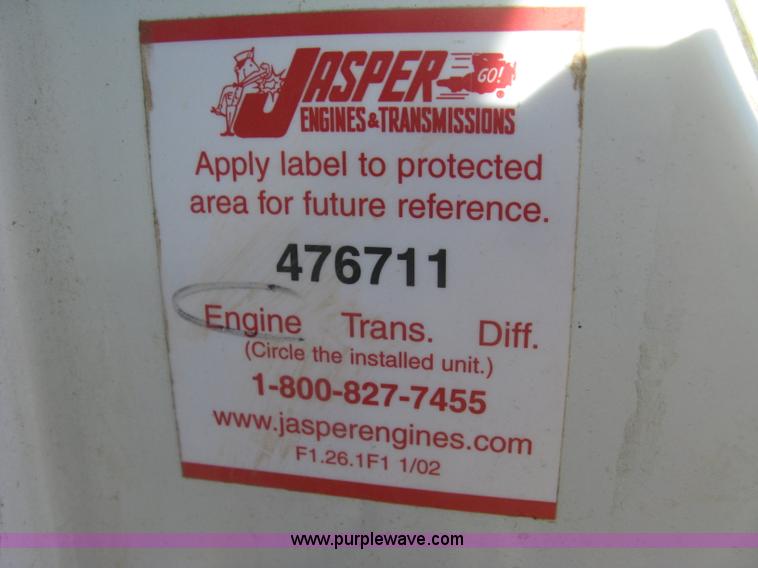 JASPER GO!
ENGINES & TRANSMISSIONS
Apply label to protected
area for future reference.
476711
Engine Trans. Diff.
(Circle the installed unit.)
1-800-827-7455
www.jasperengines.com
F1.26.1F1 1/02
www.purplewave.com